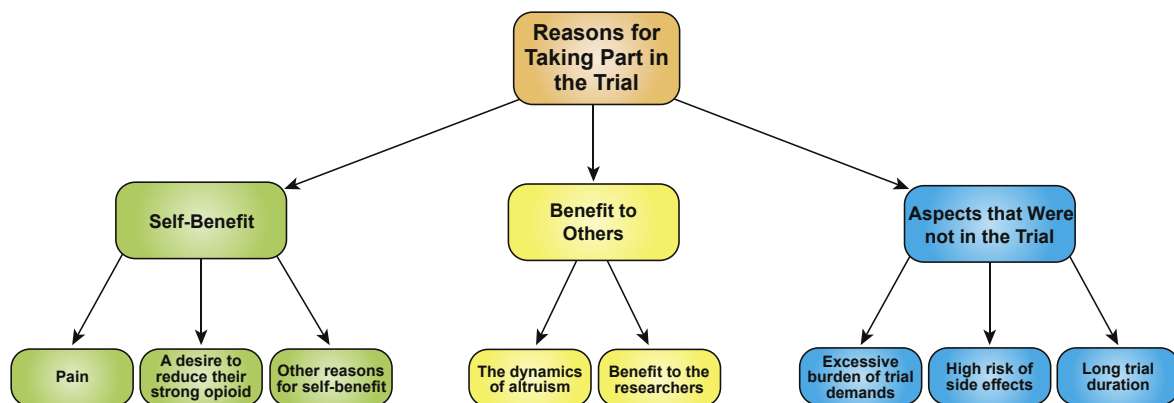 Reasons for
Taking Part in
the Trial
Self-Benefit
Benefit to
Others
Aspects that Were
not in the Trial
Pain
A desire to
reduce their
strong opioid
Other reasons
for self-benefit
The dynamics
of altruism
Benefit to the
researchers
Excessive
burden of trial
demands
High risk of
side effects
Long trial
duration